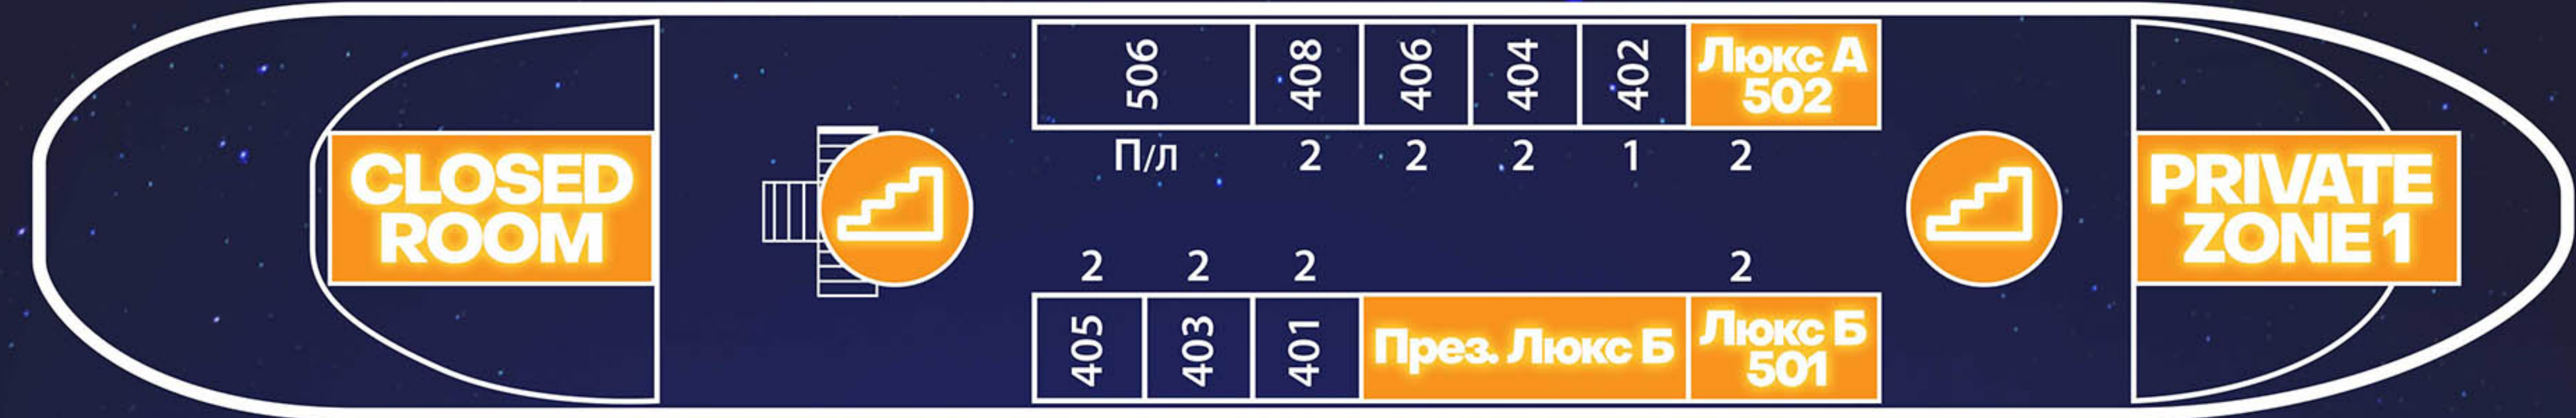 506
408
406
404
402
Люкс А
502
П/Л
2
2
2
1
2
CLOSED
ROOM
PRIVATE
ZONE 1
2
2
2
2
405
403
401
През. Люкс Б
Люкс Б
501